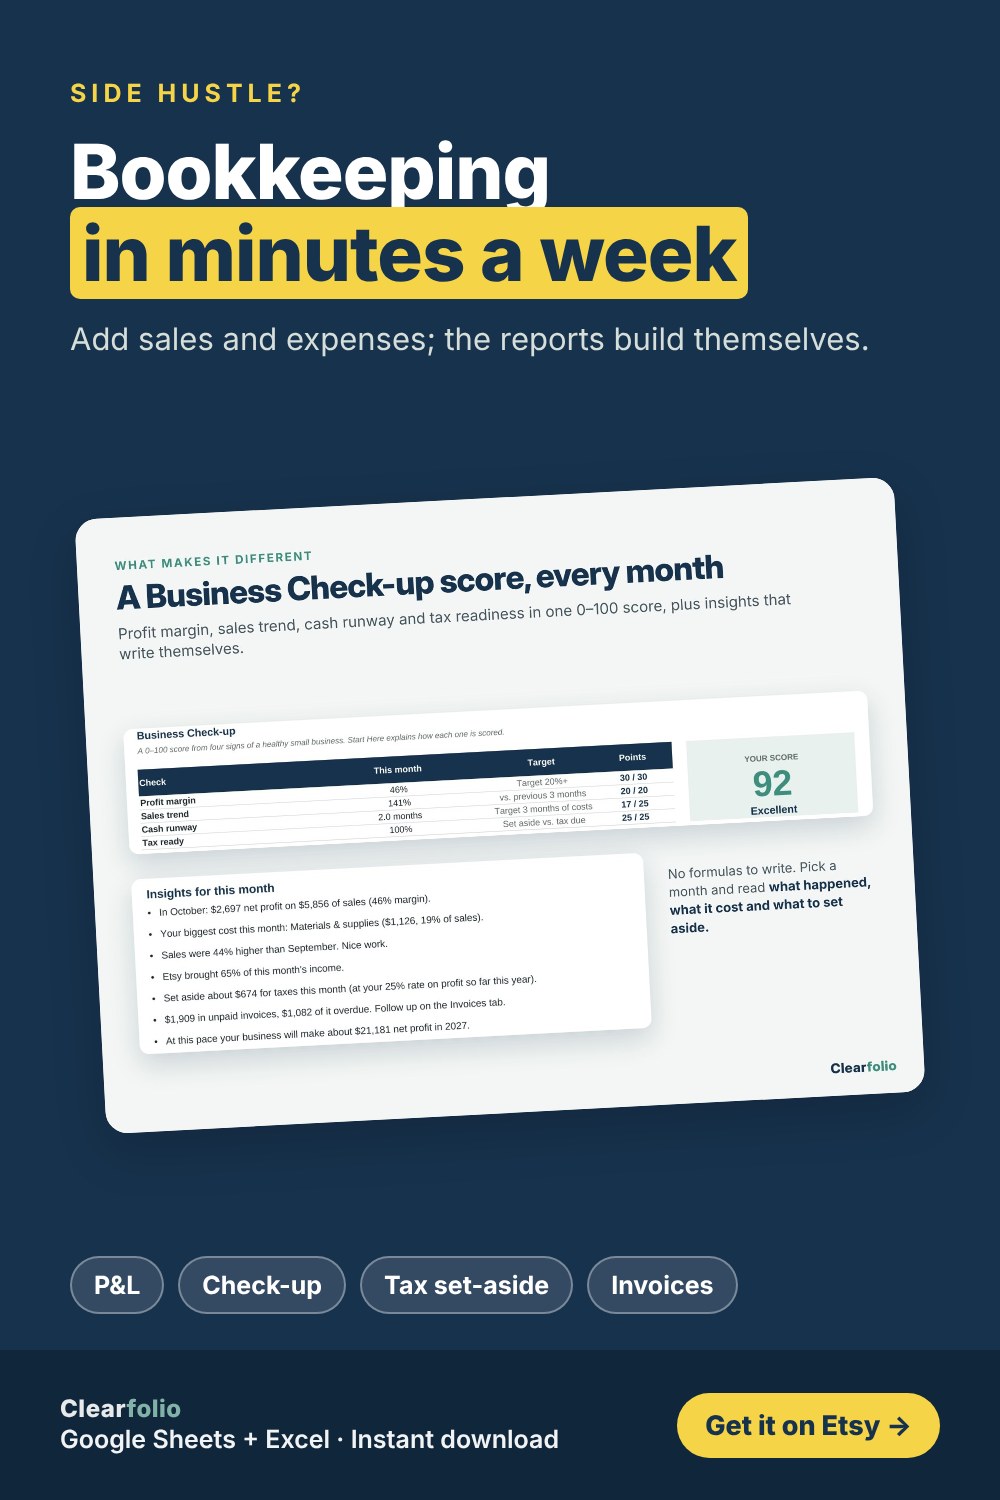 SIDE HUSTLE?
Bookkeeping
in minutes a week
Add sales and expenses; the reports build themselves.
WHAT MAKES IT DIFFERENT
A Business Check-up score, every month
Profit margin, sales trend, cash runway and tax readiness in one 0–100 score, plus insights that
write themselves.
Business Check-up
A 0–100 score from four signs of a healthy small business. Start Here explains how each one is scored.
Check This month Target Points
Profit margin 46% Target 20%+ 30 / 30
Sales trend 141% vs. previous 3 months 20 / 20
Cash runway 2.0 months Target 3 months of costs 17 / 25
Tax ready 100% Set aside vs. tax due 25 / 25
YOUR SCORE
92
Excellent
Insights for this month
• In October: $2,697 net profit on $5,856 of sales (46% margin).
• Your biggest cost this month: Materials & supplies ($1,126, 19% of sales).
• Sales were 44% higher than September. Nice work.
• Etsy brought 65% of this month's income.
• Set aside about $674 for taxes this month (at your 25% rate on profit so far this year).
• $1,909 in unpaid invoices, $1,082 of it overdue. Follow up on the Invoices tab.
• At this pace your business will make about $21,181 net profit in 2027.
No formulas to write. Pick a
month and read what happened,
what it cost and what to set
aside.
Clearfolio
P&L
Check-up
Tax set-aside
Invoices
Clearfolio
Google Sheets + Excel · Instant download
Get it on Etsy →